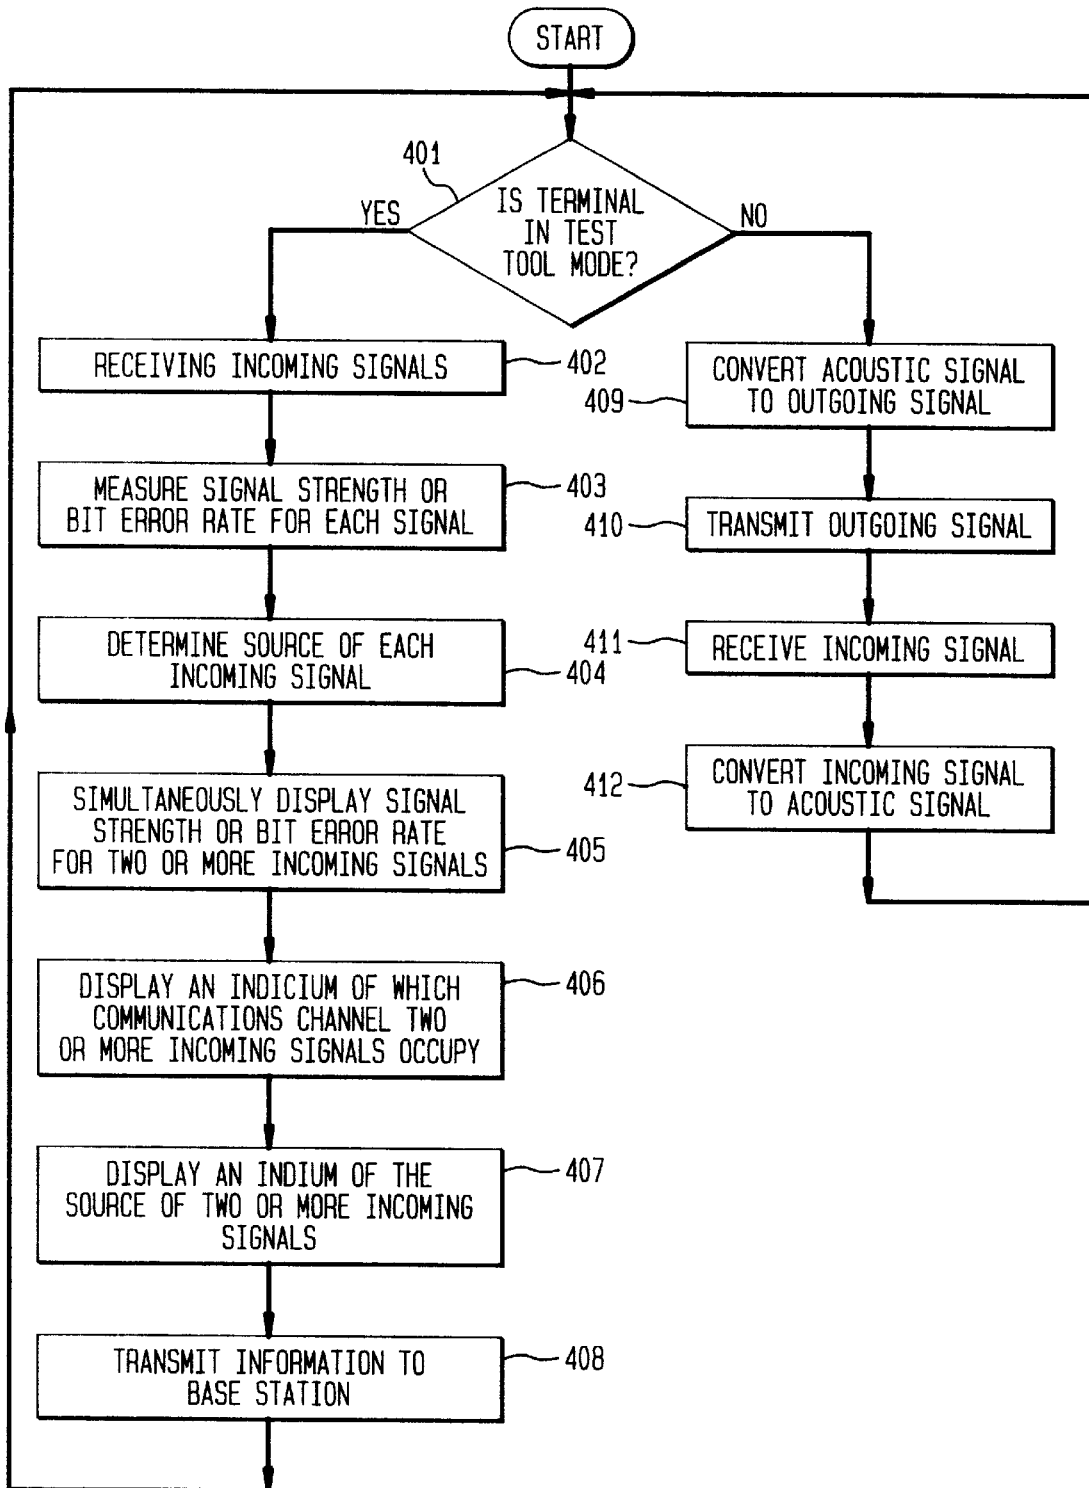 START
401
IS TERMINAL
IN TEST
TOOL MODE?
YES
NO
RECEIVING INCOMING SIGNALS
402
MEASURE SIGNAL STRENGTH OR
BIT ERROR RATE FOR EACH SIGNAL
403
DETERMINE SOURCE OF EACH
INCOMING SIGNAL
404
SIMULTANEOUSLY DISPLAY SIGNAL
STRENGTH OR BIT ERROR RATE
FOR TWO OR MORE INCOMING SIGNALS
405
DISPLAY AN INDICIUM OF WHICH
COMMUNICATIONS CHANNEL TWO
OR MORE INCOMING SIGNALS OCCUPY
406
DISPLAY AN INDIUM OF THE
SOURCE OF TWO OR MORE INCOMING
SIGNALS
407
TRANSMIT INFORMATION TO
BASE STATION
408
CONVERT ACOUSTIC SIGNAL
TO OUTGOING SIGNAL
409
TRANSMIT OUTGOING SIGNAL
410
RECEIVE INCOMING SIGNAL
411
CONVERT INCOMING SIGNAL
TO ACOUSTIC SIGNAL
412